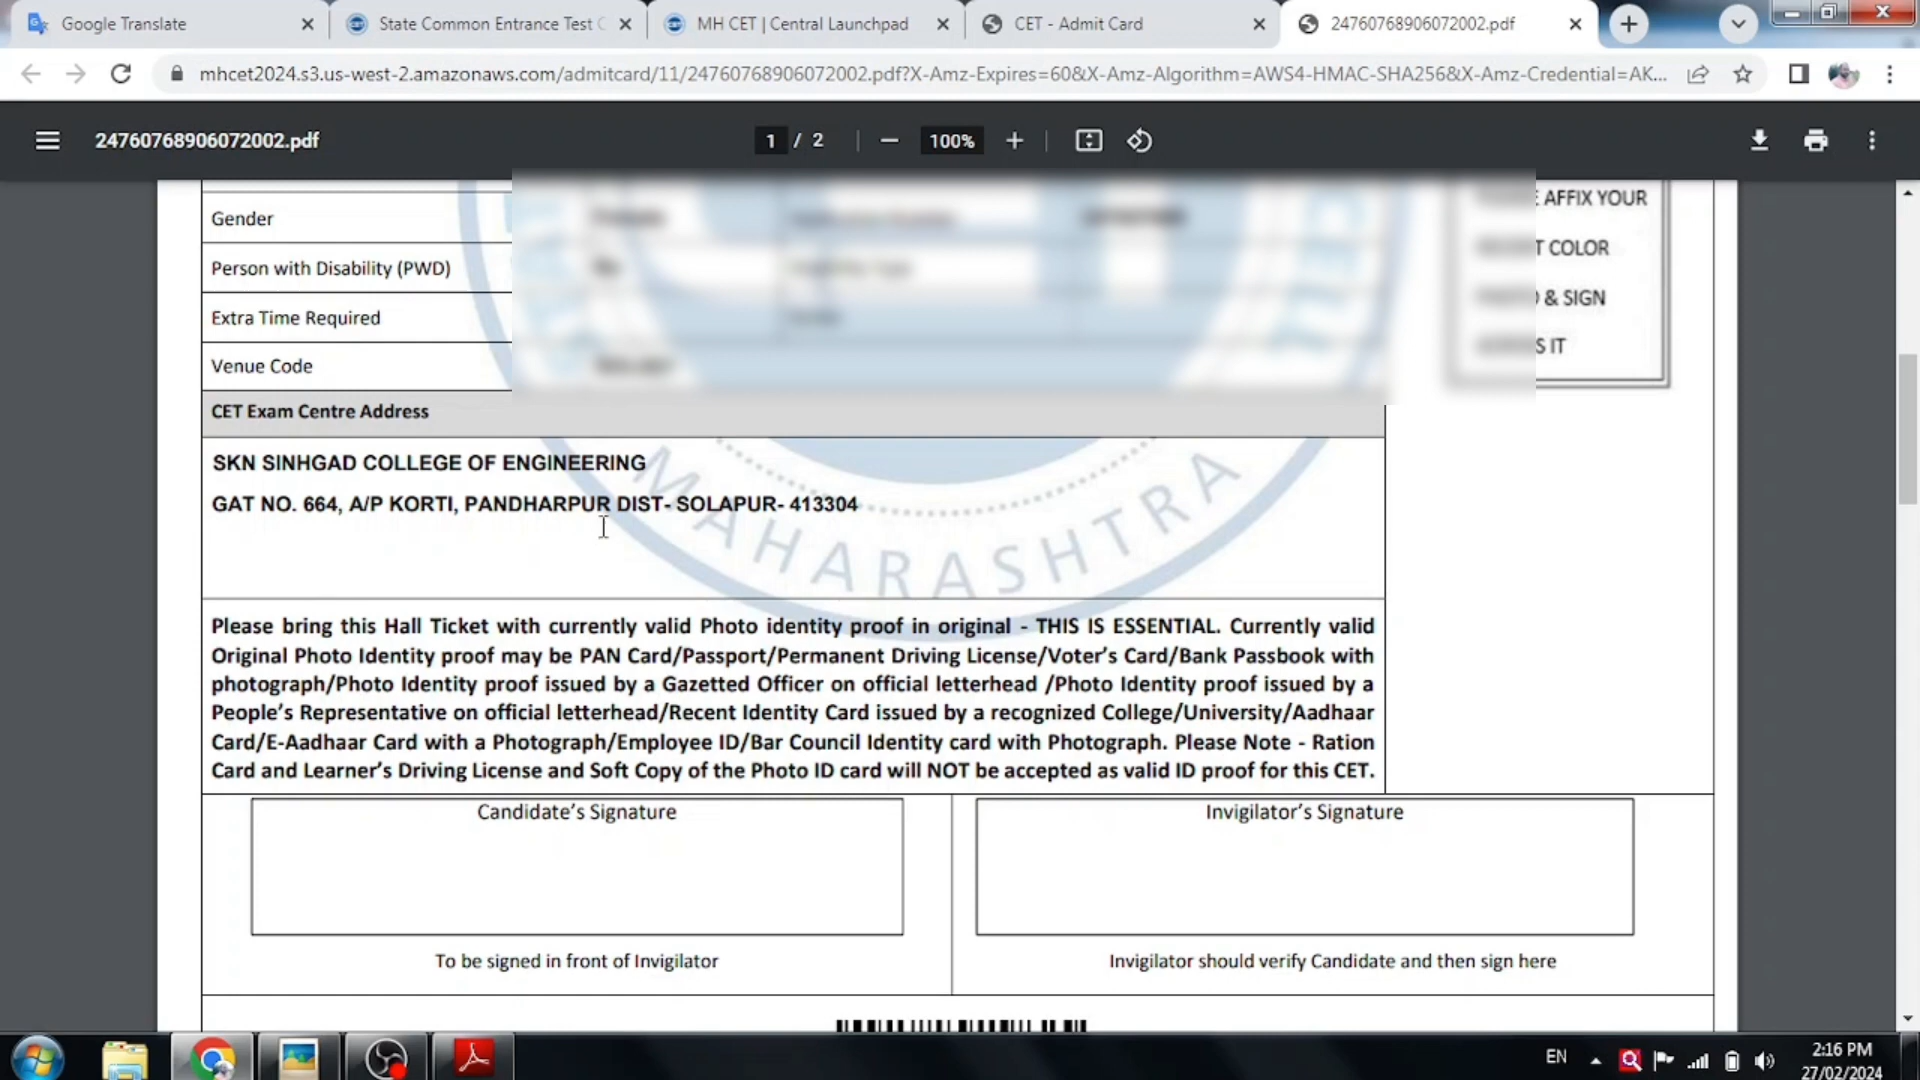 Google Translate
State Common Entrance Test C
MH CET | Central Launchpad
CET - Admit Card
24760768906072002.pdf
mhcet2024.s3.us-west-2.amazonaws.com/admitcard/11/24760768906072002.pdf?X-Amz-Expires=60&X-Amz-Algorithm=AWS4-HMAC-SHA256&X-Amz-Credential=AK...
24760768906072002.pdf
1 / 2
100%
Gender
AFFIX YOUR
Person with Disability (PWD)
T COLOR
Extra Time Required
& SIGN
Venue Code
S IT
CET Exam Centre Address
SKN SINHGAD COLLEGE OF ENGINEERING
GAT NO. 664, A/P KORTI, PANDHARPUR DIST- SOLAPUR- 413304
MAHARASHTRA
Please bring this Hall Ticket with currently valid Photo identity proof in original - THIS IS ESSENTIAL. Currently valid
Original Photo Identity proof may be PAN Card/Passport/Permanent Driving License/Voter's Card/Bank Passbook with
photograph/Photo Identity proof issued by a Gazetted Officer on official letterhead /Photo Identity proof issued by a
People's Representative on official letterhead/Recent Identity Card issued by a recognized College/University/Aadhaar
Card/E-Aadhaar Card with a Photograph/Employee ID/Bar Council Identity card with Photograph. Please Note - Ration
Card and Learner's Driving License and Soft Copy of the Photo ID card will NOT be accepted as valid ID proof for this CET.
Candidate's Signature
Invigilator's Signature
To be signed in front of Invigilator
Invigilator should verify Candidate and then sign here
EN
2:16 PM
27/02/2024